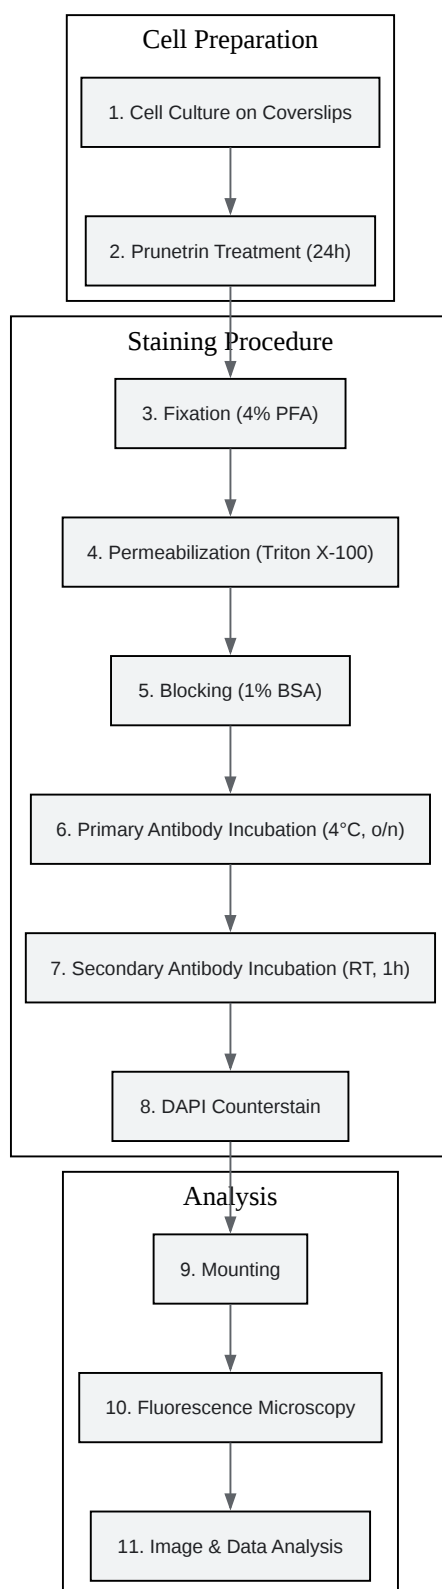 Cell Preparation
1. Cell Culture on Coverslips
2. Prunetrin Treatment (24h)
Staining Procedure
3. Fixation (4% PFA)
4. Permeabilization (Triton X-100)
5. Blocking (1% BSA)
6. Primary Antibody Incubation (4°C, o/n)
7. Secondary Antibody Incubation (RT, 1h)
8. DAPI Counterstain
Analysis
9. Mounting
10. Fluorescence Microscopy
11. Image & Data Analysis